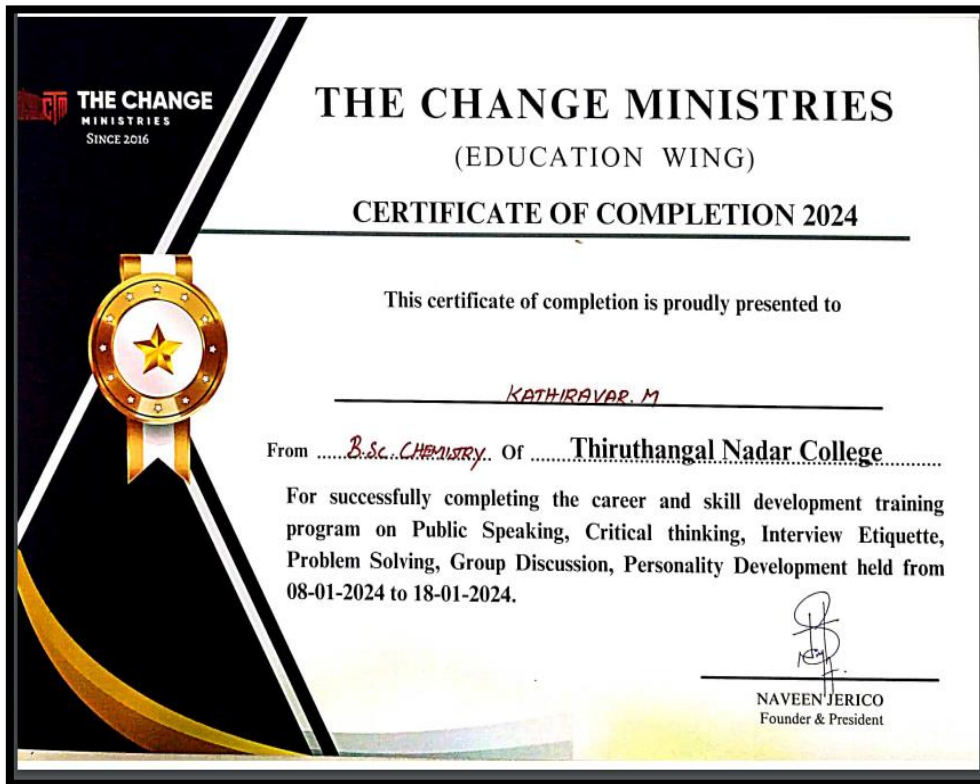 CTM THE CHANGE
MINISTRIES
SINCE 2016
THE CHANGE MINISTRIES
(EDUCATION WING)
CERTIFICATE OF COMPLETION 2024
This certificate of completion is proudly presented to
KATHIRAVAR. M
From ..... B.Sc. CHEMISTRY. Of ..... Thiruthangal Nadar College
For successfully completing the career and skill development training
program on Public Speaking, Critical thinking, Interview Etiquette,
Problem Solving, Group Discussion, Personality Development held from
08-01-2024 to 18-01-2024.
NAVEEN JERICO
Founder & President